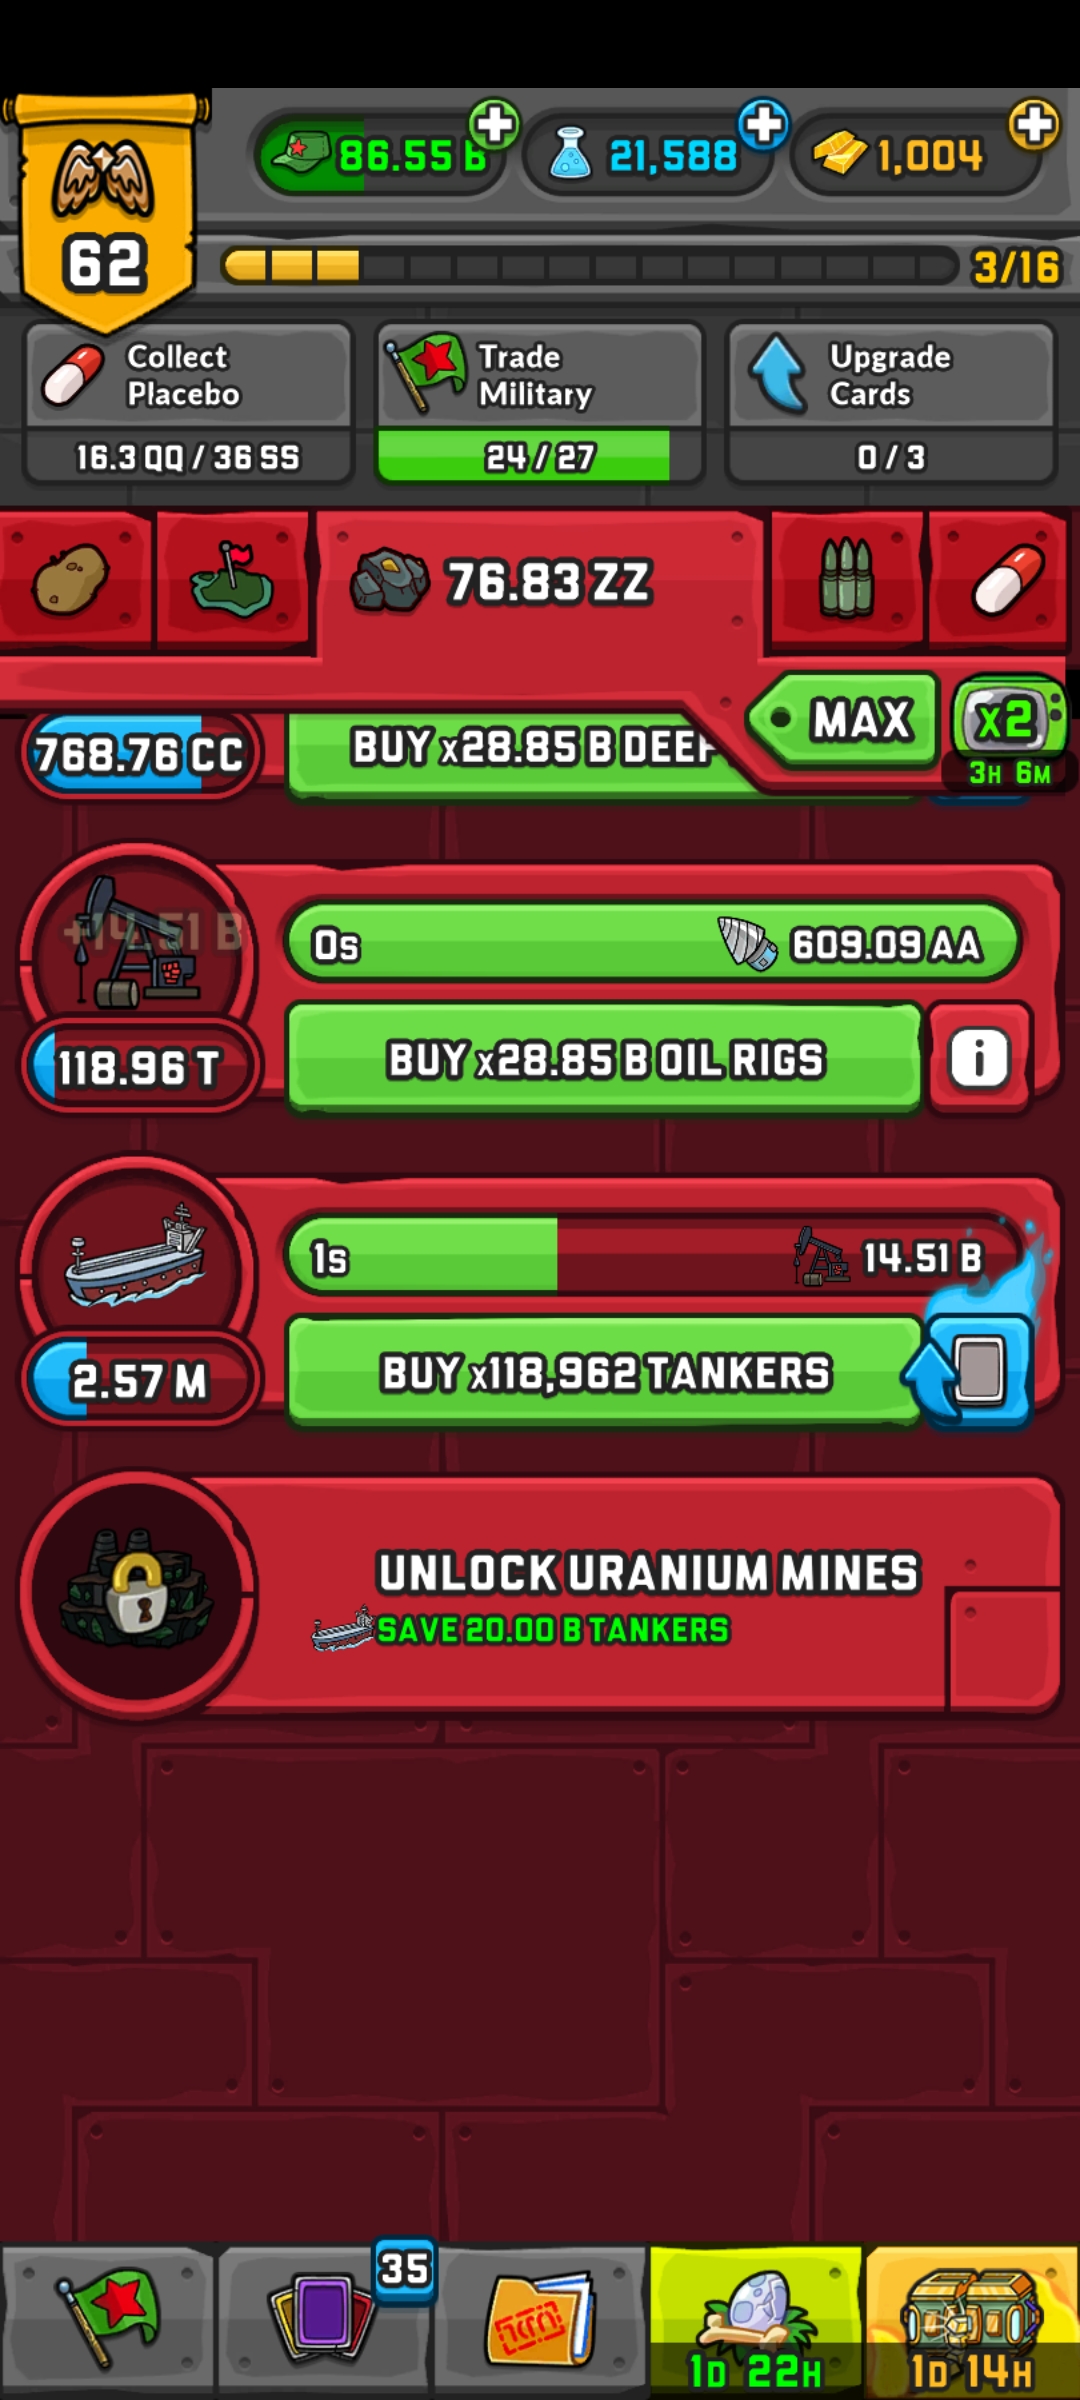 86.55 B
21,588
1,004
62
3/16
Collect
Placebo
16.3 QQ / 36 SS
Trade
Military
24 / 27
Upgrade
Cards
0 / 3
76.83 ZZ
MAX
x2
3H 6M
768.76 CC
BUY x28.85 B DEEP
+14.51 B
0s
609.09 AA
118.96 T
BUY x28.85 B OIL RIGS
i
1s
14.51 B
2.57 M
BUY x118,962 TANKERS
UNLOCK URANIUM MINES
SAVE 20.00 B TANKERS
35
1D 22H
1D 14H